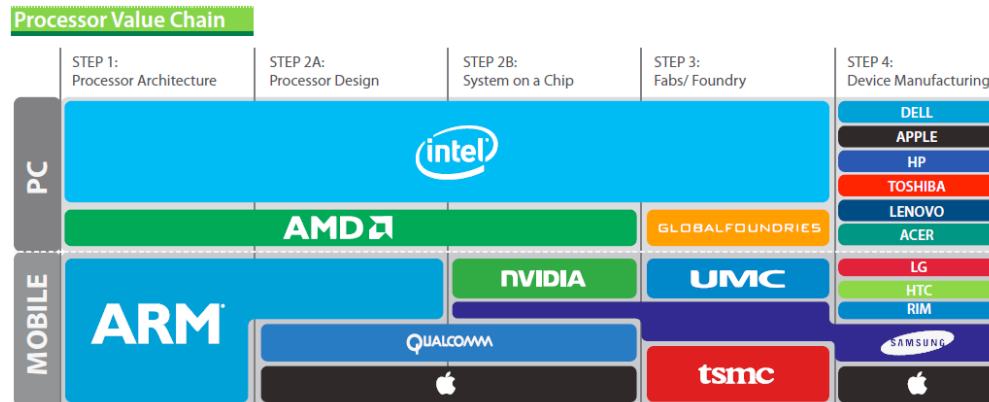 Processor Value Chain
STEP 1:
Processor Architecture
STEP 2A:
Processor Design
STEP 2B:
System on a Chip
STEP 3:
Fabs/ Foundry
STEP 4:
Device Manufacturing
PC
intel
AMD
GLOBALFOUNDRIES
DELL
APPLE
HP
TOSHIBA
LENOVO
ACER
MOBILE
ARM
NVIDIA
QUALCOMM
UMC
tsmc
LG
HTC
RIM
SAMSUNG